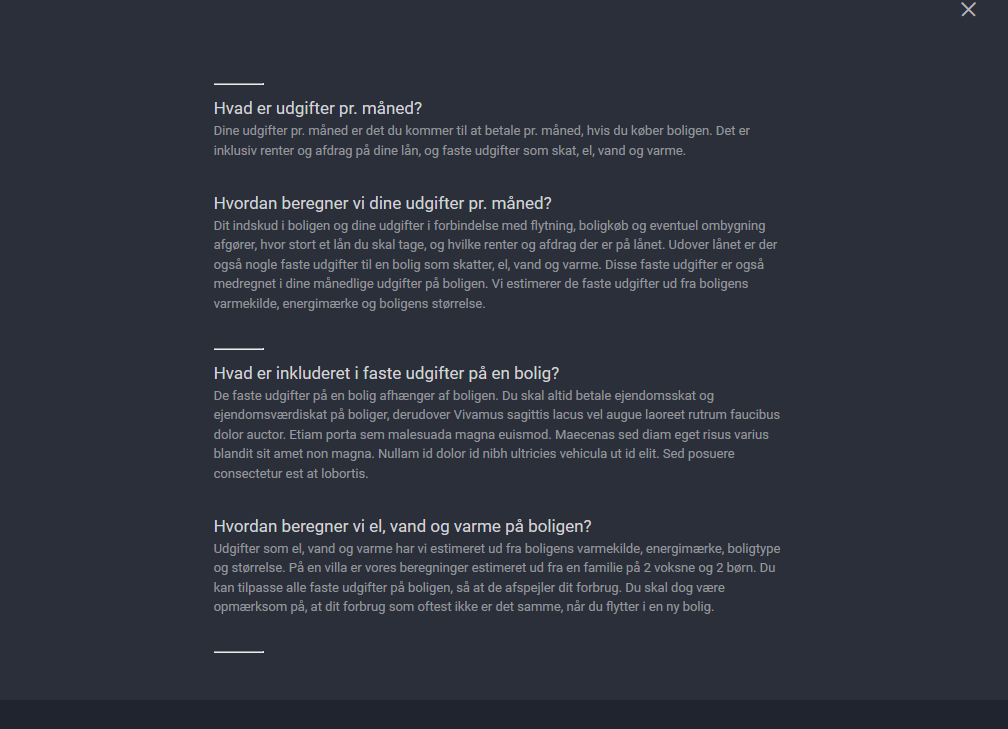 Hvad er udgifter pr. måned?
Dine udgifter pr. måned er det du kommer til at betale pr. måned, hvis du køber boligen. Det er
inklusiv renter og afdrag på dine lån, og faste udgifter som skat, el, vand og varme.
Hvordan beregner vi dine udgifter pr. måned?
Dit indskud i boligen og dine udgifter i forbindelse med flytning, boligkøb og eventuel ombygning
afgører, hvor stort et lån du skal tage, og hvilke renter og afdrag der er på lånet. Udover lånet er der
også nogle faste udgifter til en bolig som skatter, el, vand og varme. Disse faste udgifter er også
medregnet i dine månedlige udgifter på boligen. Vi estimerer de faste udgifter ud fra boligens
varmekilde, energimærke og boligens størrelse.
Hvad er inkluderet i faste udgifter på en bolig?
De faste udgifter på en bolig afhænger af boligen. Du skal altid betale ejendomsskat og
ejendomsværdiskat på boliger, derudover Vivamus sagittis lacus vel augue laoreet rutrum faucibus
dolor auctor. Etiam porta sem malesuada magna euismod. Maecenas sed diam eget risus varius
blandit sit amet non magna. Nullam id dolor id nibh ultricies vehicula ut id elit. Sed posuere
consectetur est at lobortis.
Hvordan beregner vi el, vand og varme på boligen?
Udgifter som el, vand og varme har vi estimeret ud fra boligens varmekilde, energimærke, boligtype
og størrelse. På en villa er vores beregninger estimeret ud fra en familie på 2 voksne og 2 børn. Du
kan tilpasse alle faste udgifter på boligen, så at de afspejler dit forbrug. Du skal dog være
opmærksom på, at dit forbrug som oftest ikke er det samme, når du flytter i en ny bolig.